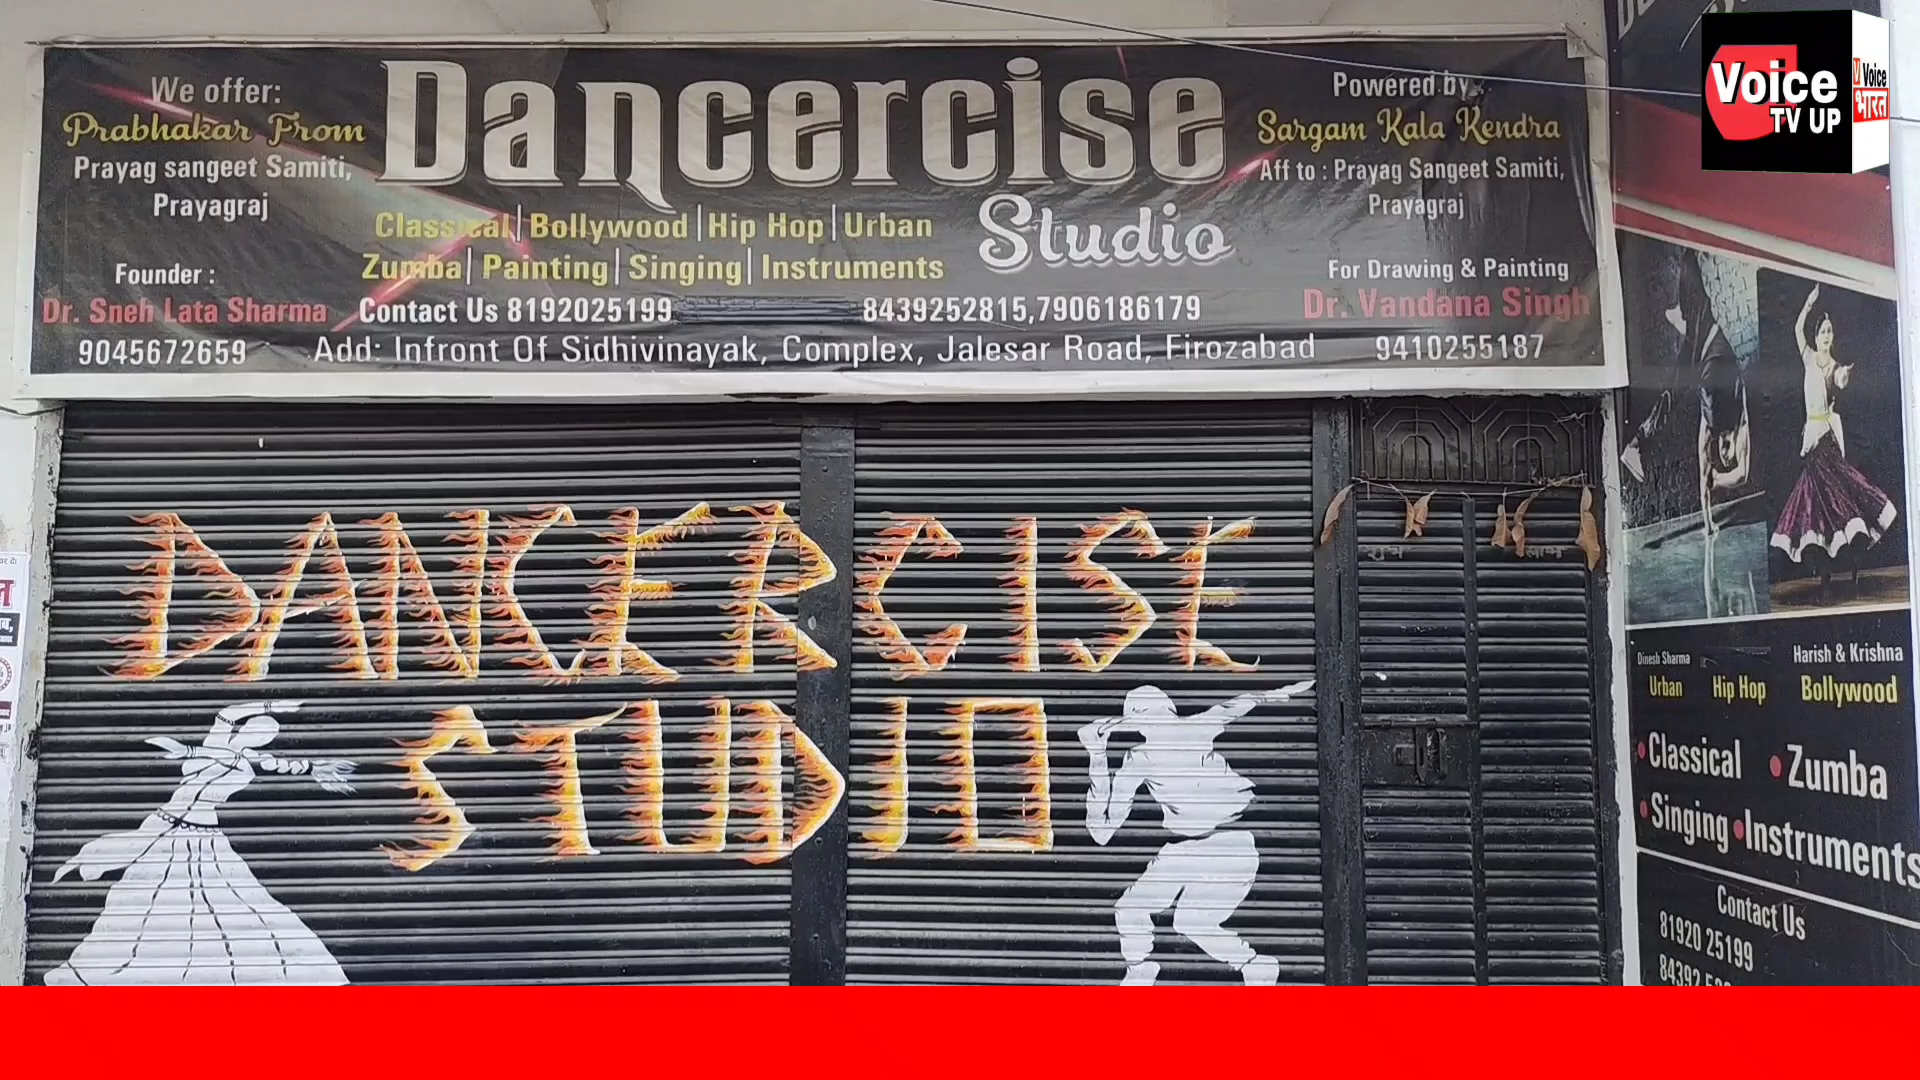 We offer:
Prabhakar From
Prayag sangeet Samiti,
Prayagraj
Founder :
Dr. Sneh Lata Sharma
9045672659
Dancercise
Studio
Classical|Bollywood|Hip Hop|Urban
Zumba|Painting|Singing|Instruments
Contact Us 8192025199 8439252815,7906186179
Add: Infront Of Sidhivinayak, Complex, Jalesar Road, Firozabad
Powered by
Sargam Kala Kendra
Aff to : Prayag Sangeet Samiti,
Prayagraj
For Drawing & Painting
Dr. Vandana Singh
9410255187
Voice
TV UP
V Voice
भारत
DANCERCISE
STUDIO
शुभ लाभ
Dinesh Sharma
Harish & Krishna
Urban Hip Hop Bollywood
•Classical •Zumba
•Singing •Instruments
Contact Us
81920 25199